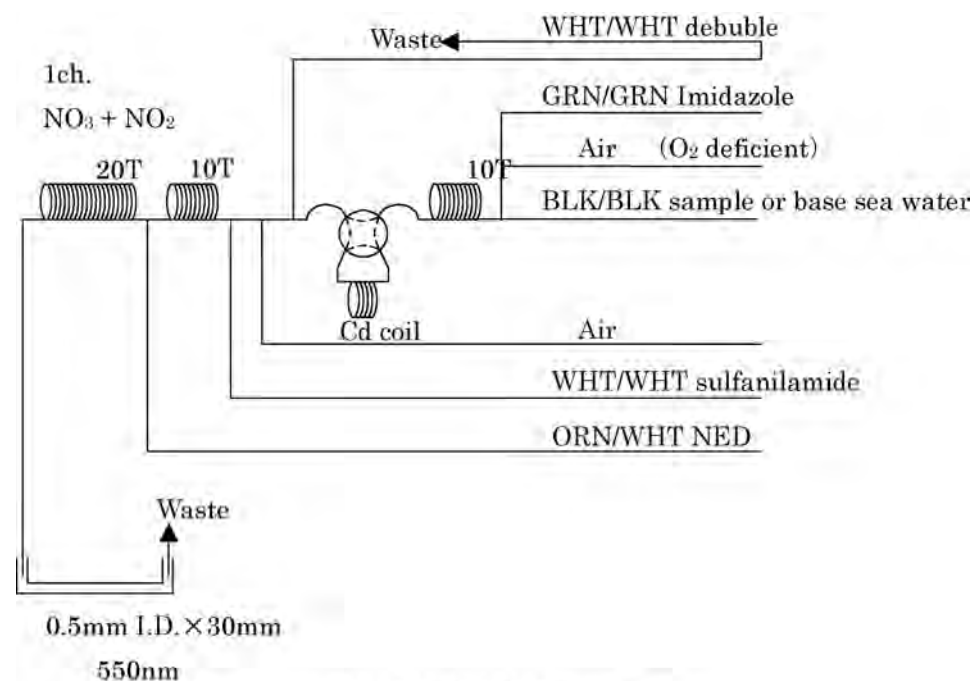 WHT/WHT debuble
Waste
1ch.
NO₃ + NO₂
GRN/GRN Imidazole
Air (O₂ deficient)
20T
10T
10T
BLK/BLK sample or base sea water
Cd coil
Air
WHT/WHT sulfanilamide
ORN/WHT NED
Waste
0.5mm I.D.×30mm
550nm